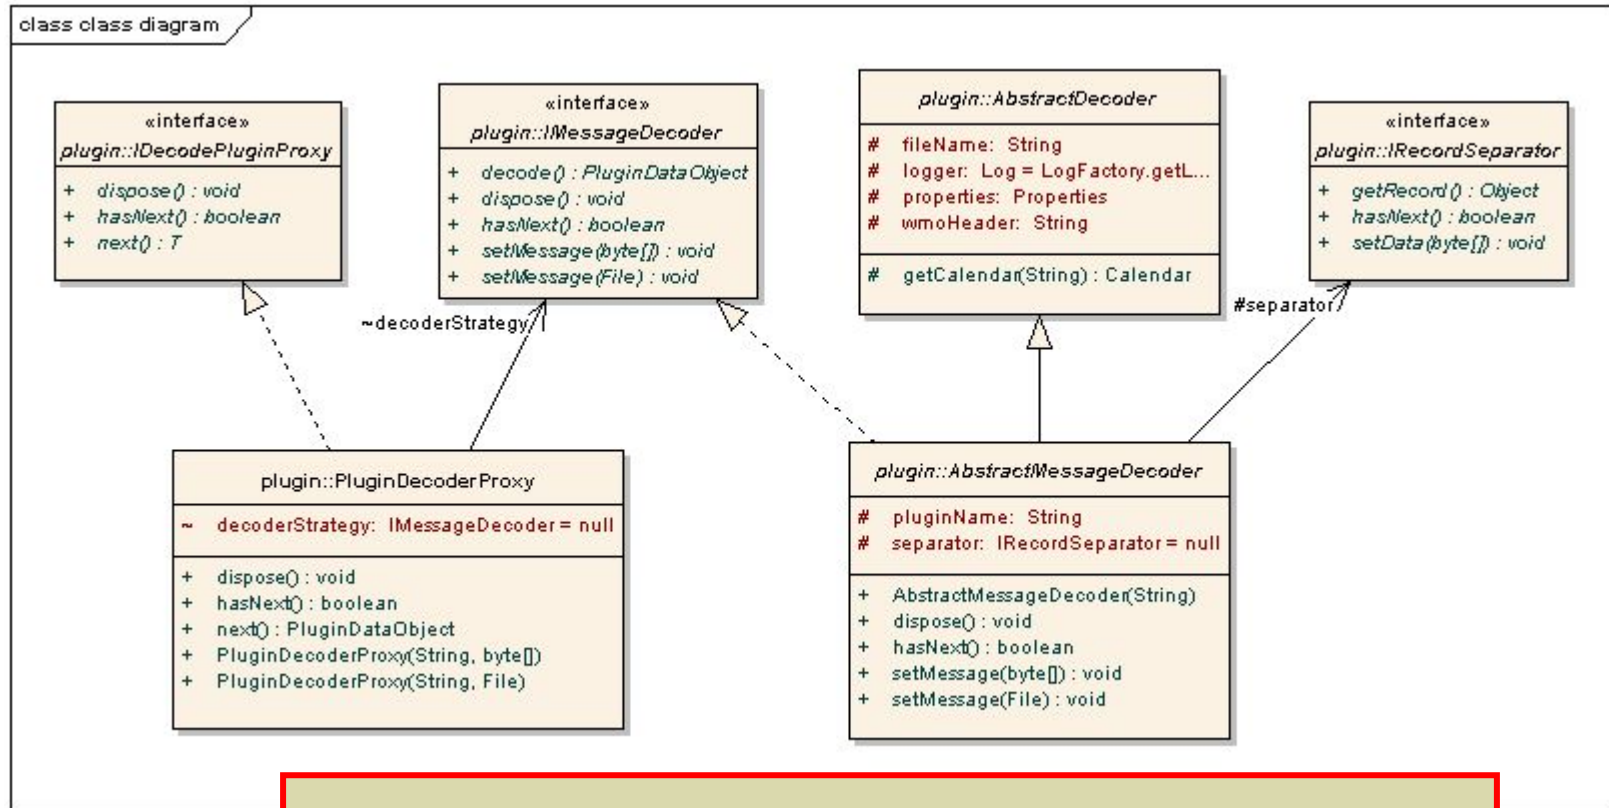 class class diagram
«interface»
plugin::IDecodePluginProxy
+ dispose() : void
+ hasNext() : boolean
+ next() : T
«interface»
plugin::IMessageDecoder
+ decode() : PluginDataObject
+ dispose() : void
+ hasNext() : boolean
+ setMessage(byte[]) : void
+ setMessage(File) : void
plugin::AbstractDecoder
# fileName: String
# logger: Log = LogFactory.getL...
# properties: Properties
# wmoHeader: String
# getCalendar(String) : Calendar
«interface»
plugin::IRecordSeparator
+ getRecord() : Object
+ hasNext() : boolean
+ setData(byte[]) : void
~decoderStrategy
#separator
plugin::PluginDecoderProxy
~ decoderStrategy: IMessageDecoder = null
+ dispose() : void
+ hasNext() : boolean
+ next() : PluginDataObject
+ PluginDecoderProxy(String, byte[])
+ PluginDecoderProxy(String, File)
plugin::AbstractMessageDecoder
# pluginName: String
# separator: IRecordSeparator = null
+ AbstractMessageDecoder(String)
+ dispose() : void
+ hasNext() : boolean
+ setMessage(byte[]) : void
+ setMessage(File) : void